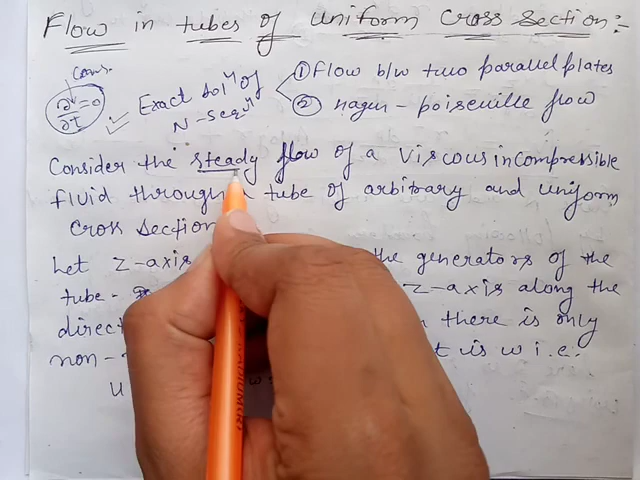 Flow in tubes of uniform cross section:-
Cons.
∂/∂t = 0
Exact solⁿ of N-S eqⁿ
① Flow b/w two parallel plates
② nagen - poiseuille flow
Consider the steady flow of a viscous incompressible
fluid through a tube of arbitrary and uniform
cross section
Let z-axis the generators of the
tube - z-axis along the
direct there is only
non - t is w i.e.
u w